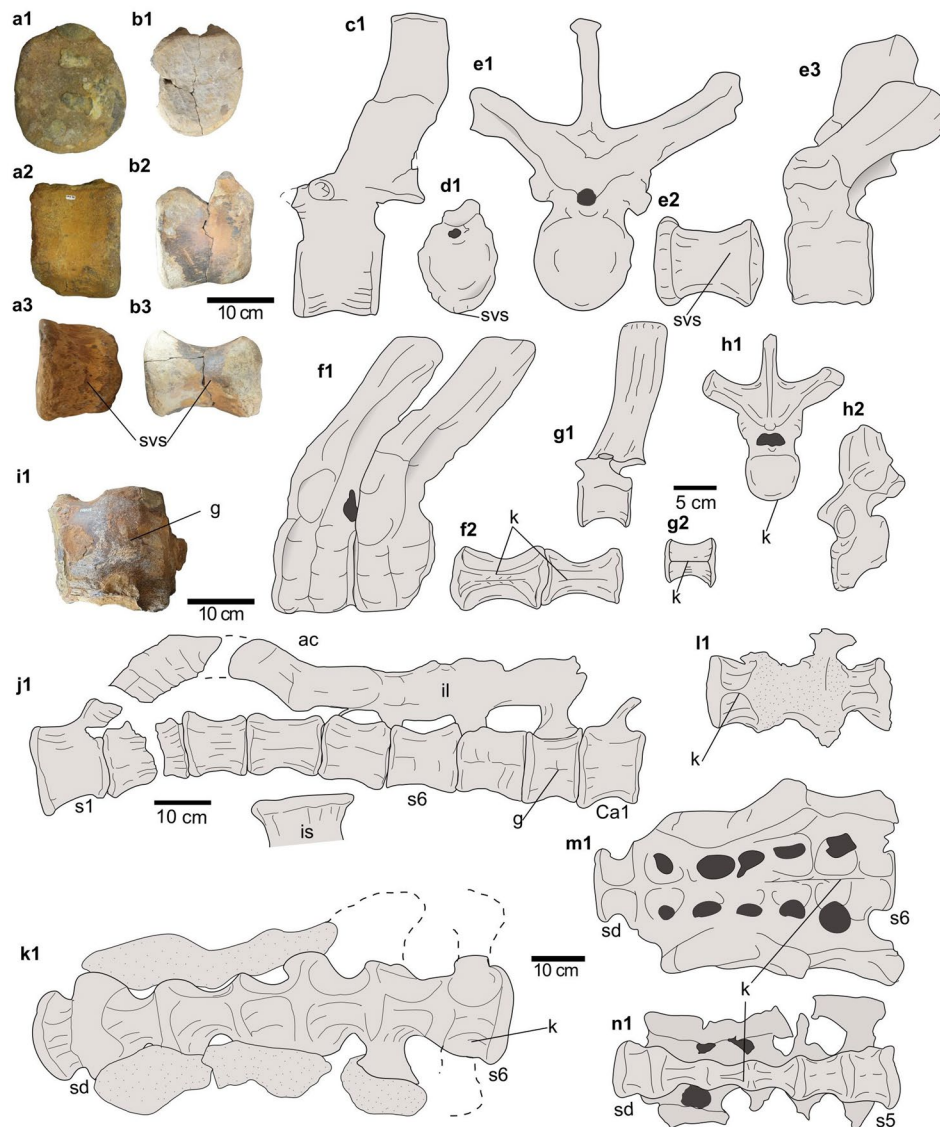 a1
b1
c1
e1
e3
a2
b2
d1
e2
10 cm
svs
svs
a3
b3
svs
f1
h1
h2
g1
5 cm
k
g2
k
k
f2
i1
g
10 cm
ac
j1
il
l1
k
s1
10 cm
s6
g
Ca1
is
m1
sd
s6
k1
10 cm
k
k
sd
s6
n1
sd
s5